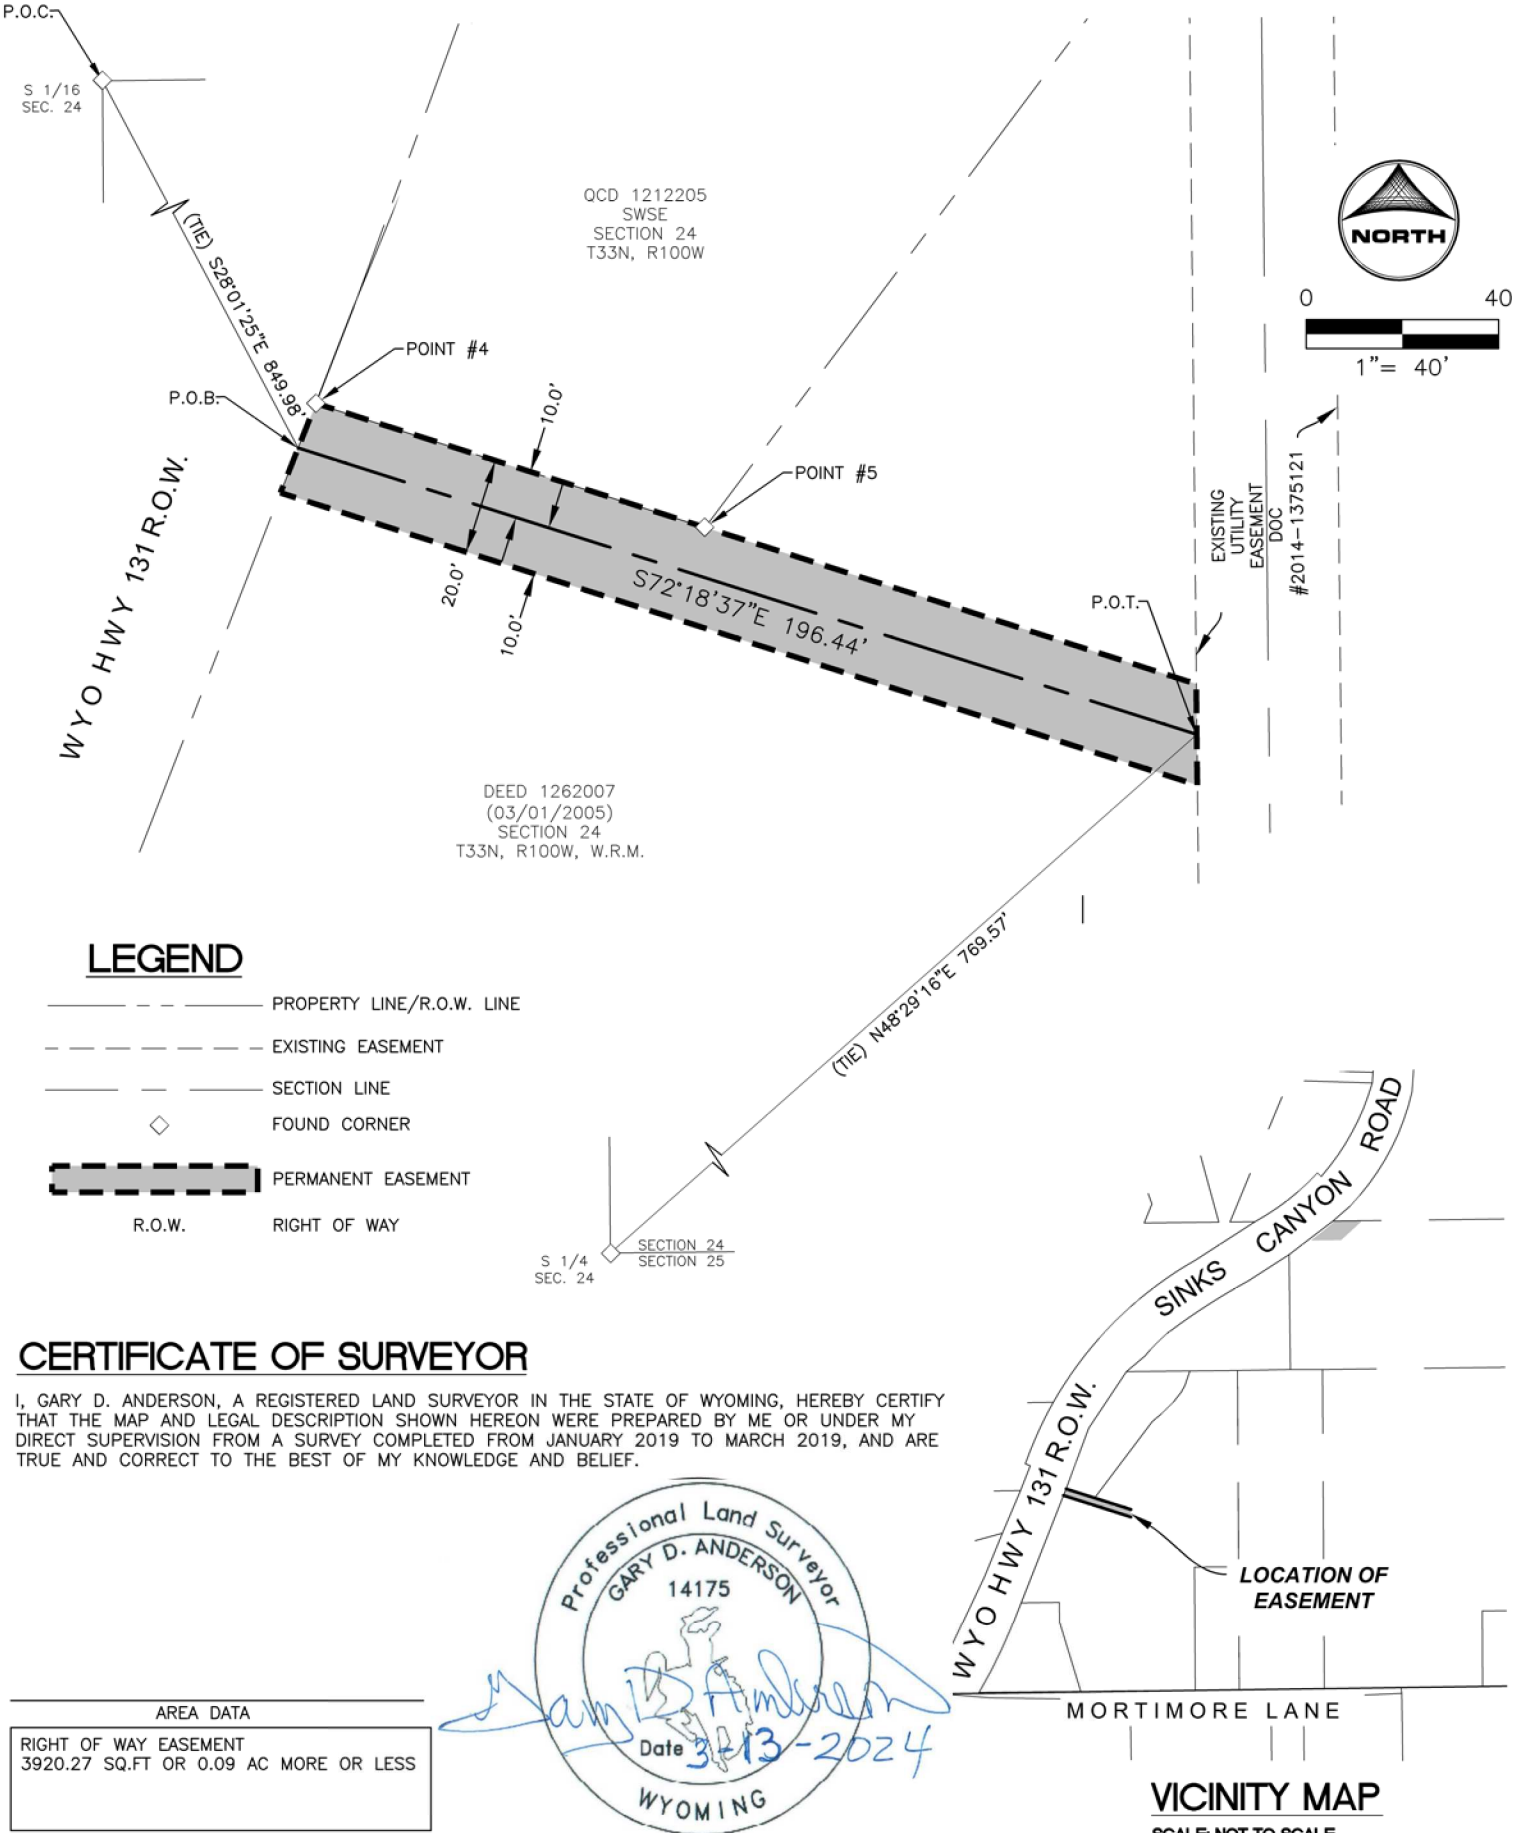 P.O.C.
S 1/16
SEC. 24
(TIE) S28°01'25"E 849.98'
QCD 1212205
SWSE
SECTION 24
T33N, R100W
NORTH
0 40
1"= 40'
POINT #4
P.O.B.
10.0'
POINT #5
WYO HWY 131 R.O.W.
20.0'
10.0'
S72°18'37"E 196.44'
P.O.T.
EXISTING
UTILITY
EASEMENT
DOC
#2014-1375121
DEED 1262007
(03/01/2005)
SECTION 24
T33N, R100W, W.R.M.
(TIE) N48°29'16"E 769.57'
LEGEND
PROPERTY LINE/R.O.W. LINE
EXISTING EASEMENT
SECTION LINE
FOUND CORNER
PERMANENT EASEMENT
R.O.W. RIGHT OF WAY
S 1/4
SEC. 24
SECTION 24
SECTION 25
CERTIFICATE OF SURVEYOR
I, GARY D. ANDERSON, A REGISTERED LAND SURVEYOR IN THE STATE OF WYOMING, HEREBY CERTIFY
THAT THE MAP AND LEGAL DESCRIPTION SHOWN HEREON WERE PREPARED BY ME OR UNDER MY
DIRECT SUPERVISION FROM A SURVEY COMPLETED FROM JANUARY 2019 TO MARCH 2019, AND ARE
TRUE AND CORRECT TO THE BEST OF MY KNOWLEDGE AND BELIEF.
Professional Land Surveyor
GARY D. ANDERSON
14175
Gary D Anderson
Date 3-13-2024
WYOMING
AREA DATA
RIGHT OF WAY EASEMENT
3920.27 SQ.FT OR 0.09 AC MORE OR LESS
SINKS CANYON ROAD
WYO HWY 131 R.O.W.
LOCATION OF
EASEMENT
MORTIMORE LANE
VICINITY MAP
SCALE: NOT TO SCALE